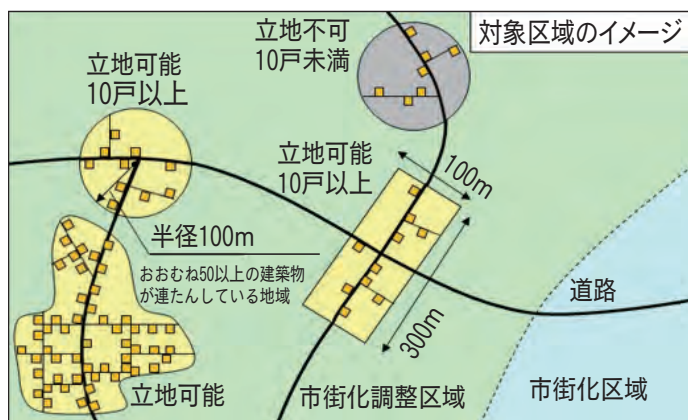 対象区域のイメージ
立地不可
10戸未満
立地可能
10戸以上
立地可能
10戸以上
100m
半径100m
おおむね50以上の建築物
が連たんしている地域
300m
道路
立地可能
市街化調整区域
市街化区域